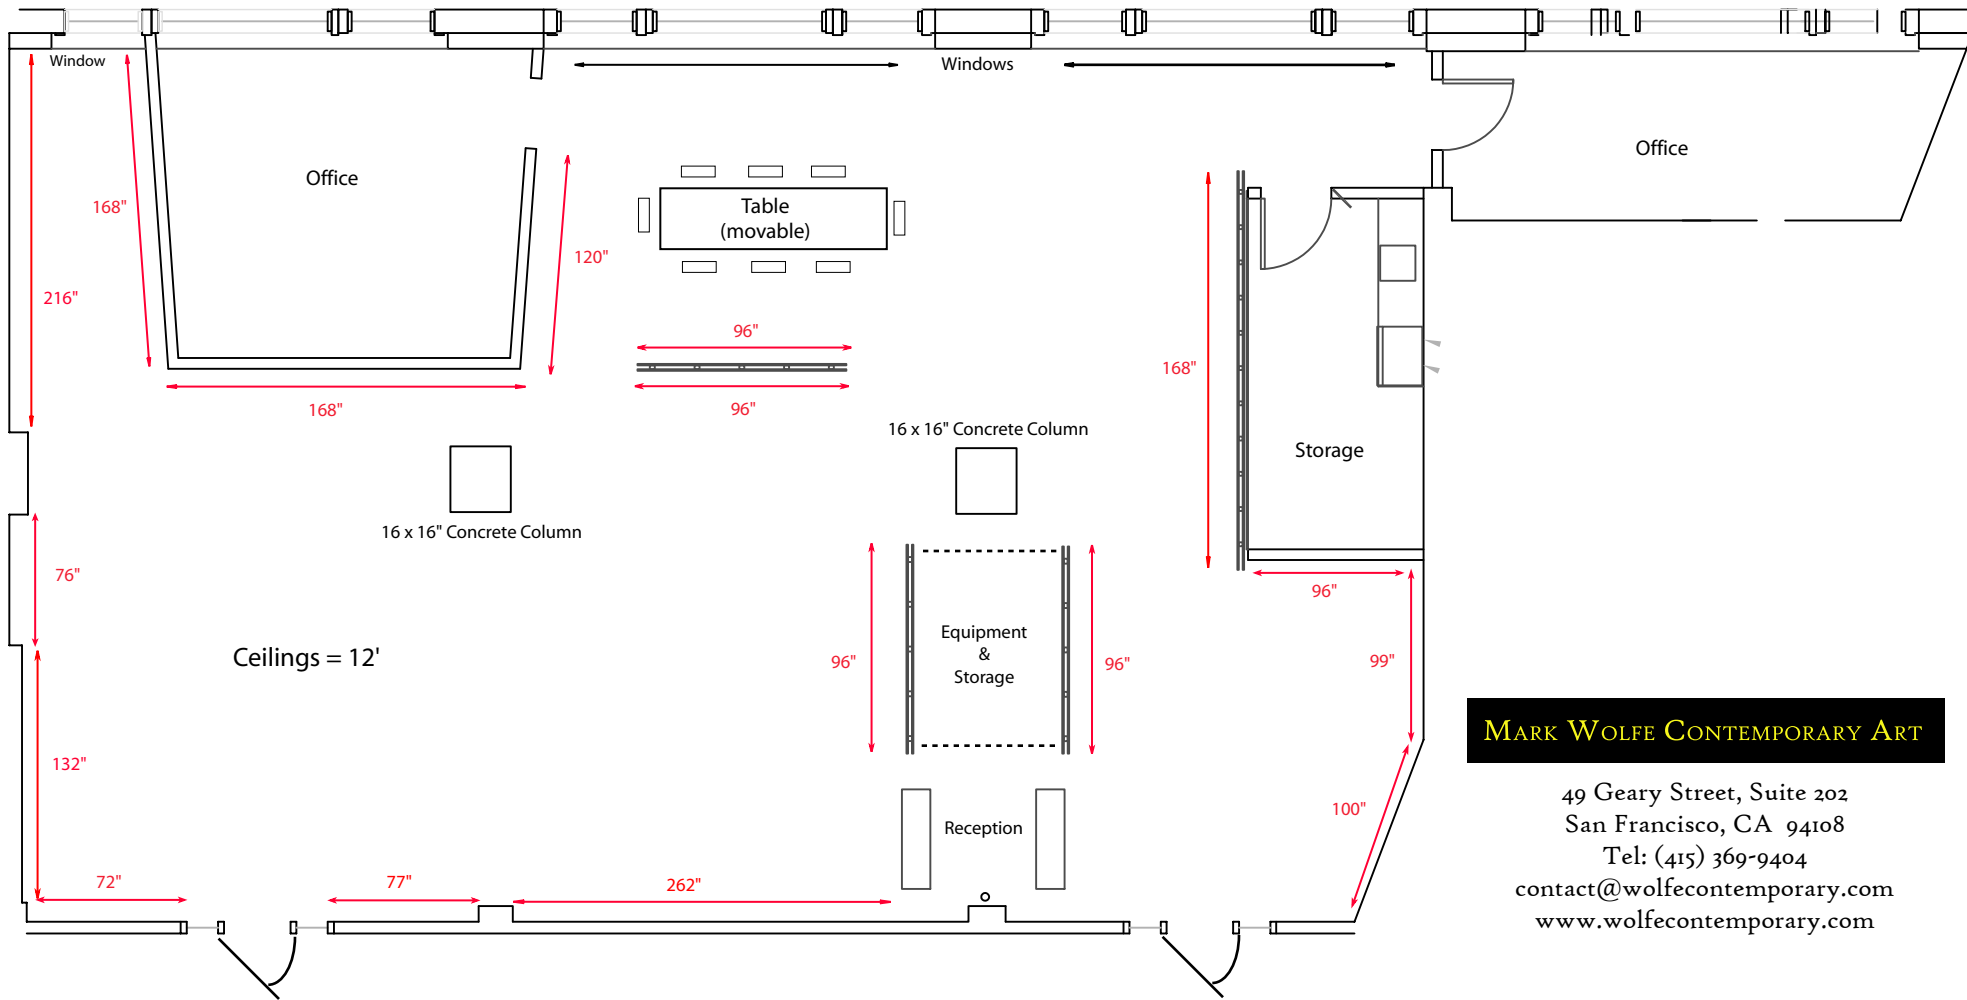 Window
Windows
Office
Office
168"
Table
(movable)
120"
216"
96"
168"
168"
96"
16 x 16" Concrete Column
Storage
16 x 16" Concrete Column
76"
96"
Ceilings = 12'
Equipment
&
Storage
96"
96"
99"
132"
100"
Reception
72"
77"
262"
Mark Wolfe Contemporary Art
49 Geary Street, Suite 202
San Francisco, CA 94108
Tel: (415) 369-9404
contact@wolfecontemporary.com
www.wolfecontemporary.com